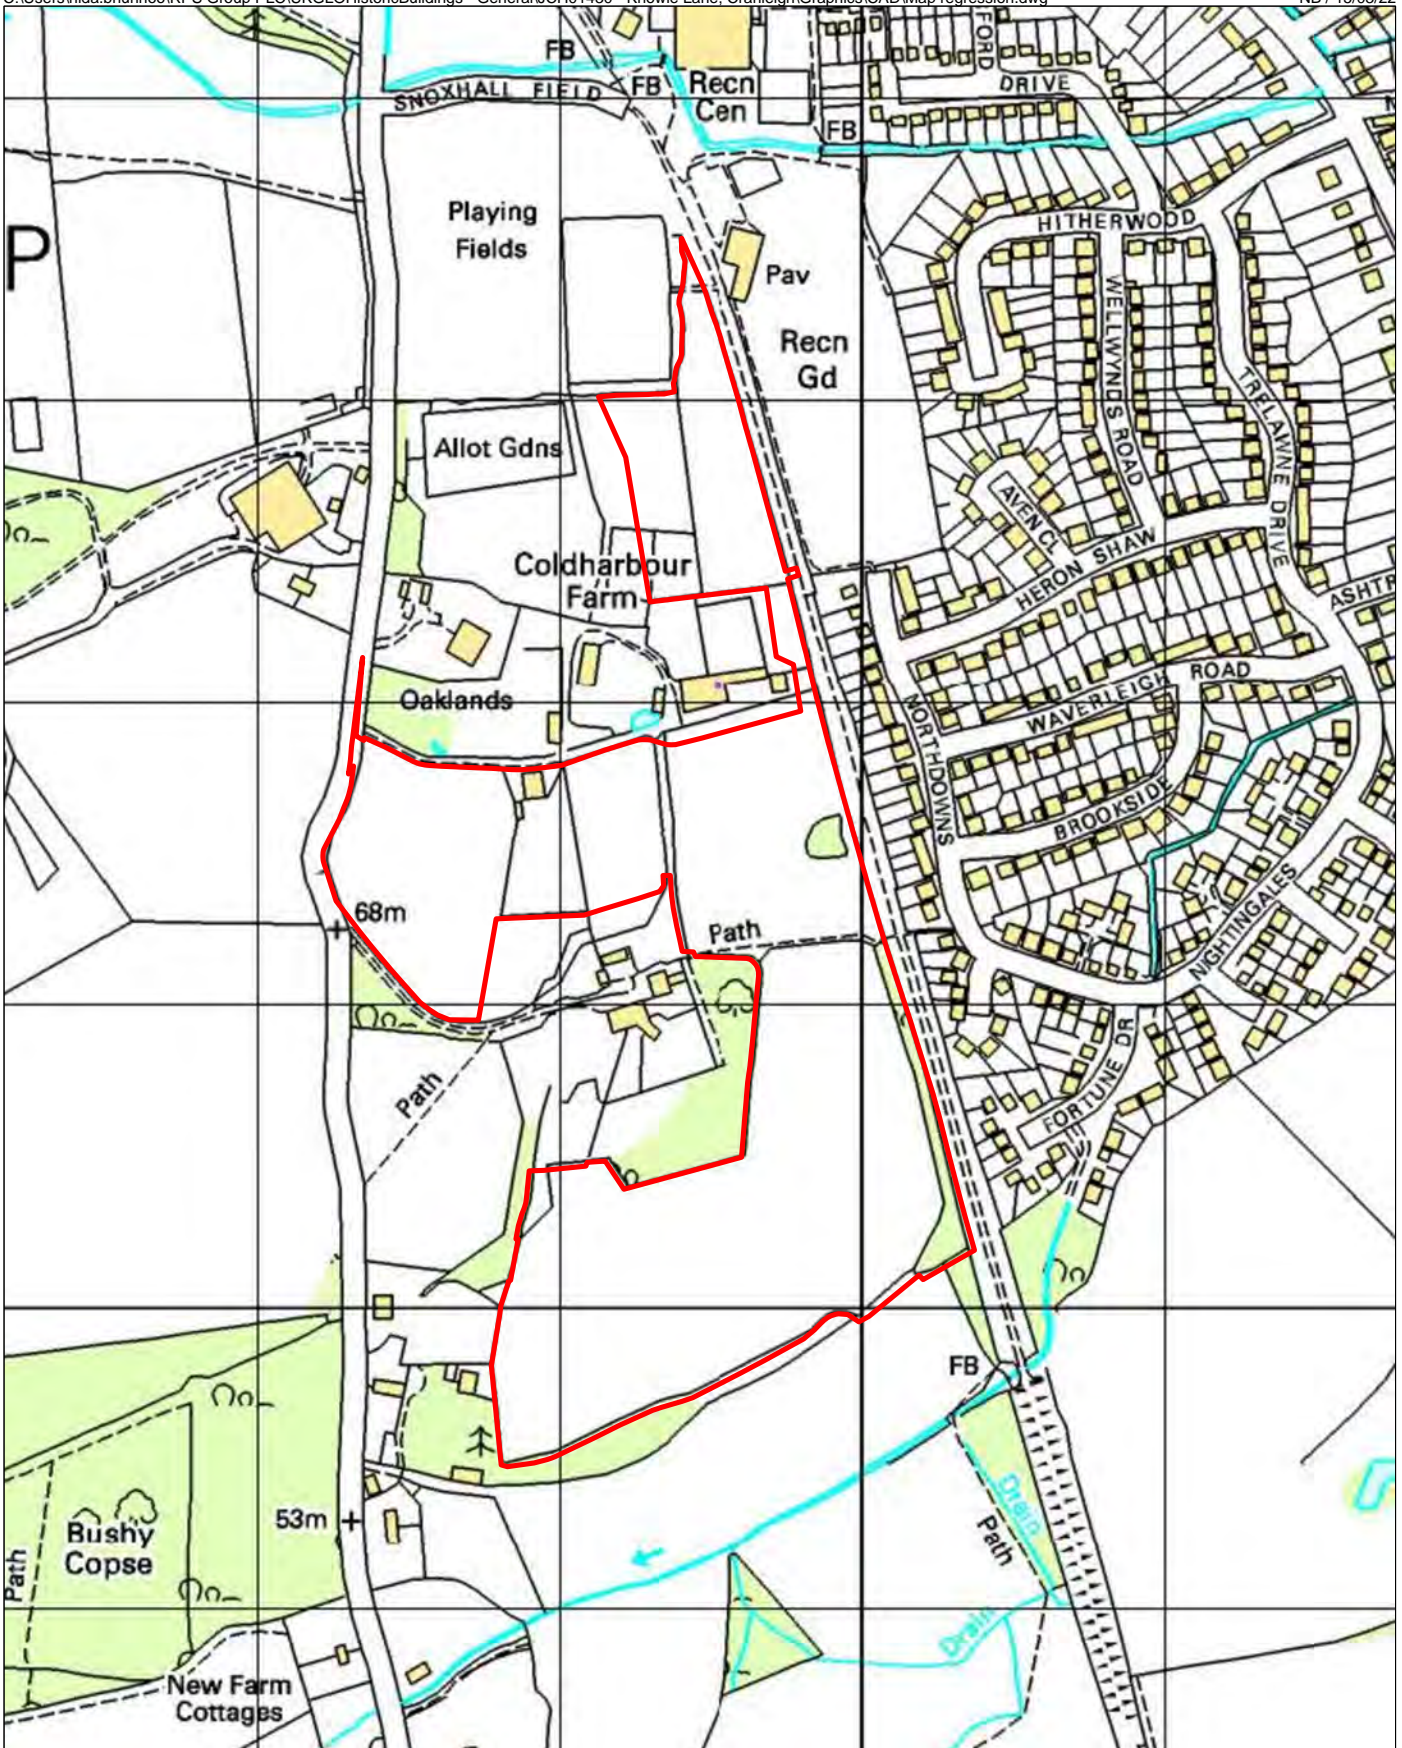 FB
FORD
DRIVE
SNOXHALL FIELD
FB
Recn
Cen
FB
Playing
Fields
P
HITHERWOOD
Pav
Recn
Gd
WELLWYNDS ROAD
TRELAWNE DRIVE
Allot Gdns
AVEN CL
Coldharbour
Farm
HERON SHAW
Oaklands
NORTHDOWNS
WAVERLEIGH ROAD
BROOKSIDE
68m
Path
NIGHTINGALES
FORTUNE DR
Path
FB
53m
Bushy
Copse
Path
Drain
Path
Drain
New Farm
Cottages